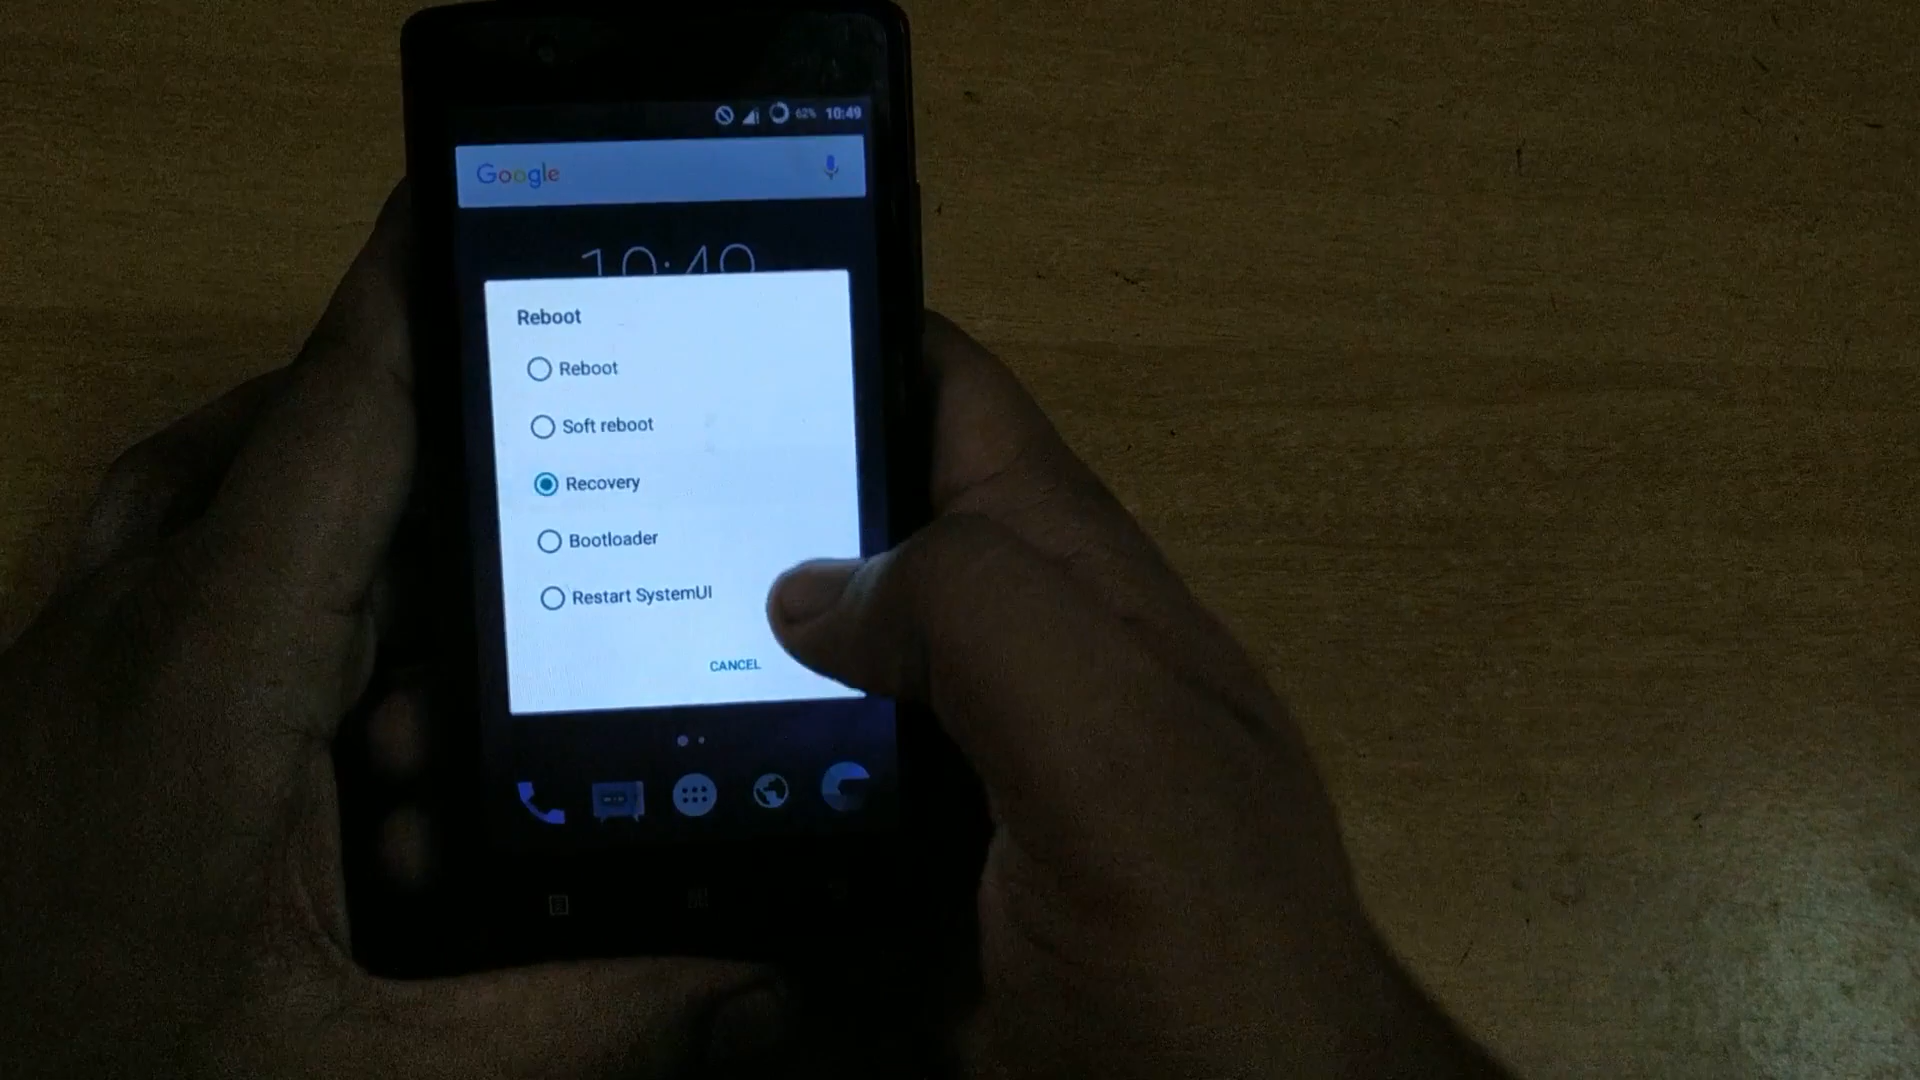 62% 10:49
Google
10:49
Reboot
Reboot
Soft reboot
Recovery
Bootloader
Restart SystemUI
CANCEL